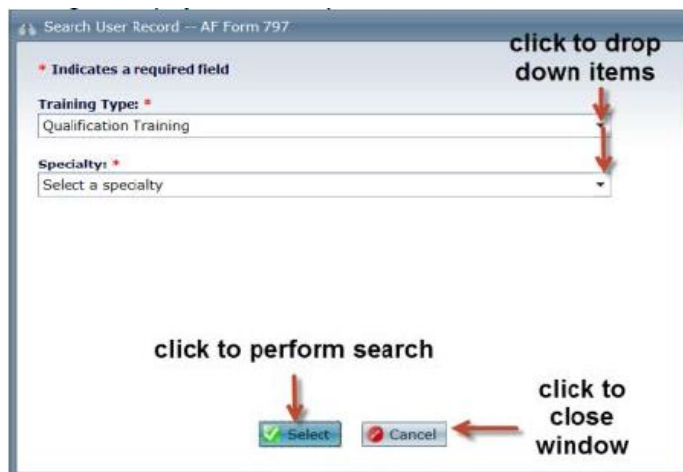 Search User Record -- AF Form 797
click to drop
down items
* Indicates a required field
Training Type: *
Qualification Training
Specialty: *
Select a specialty
click to perform search
click to
close
window
Select
Cancel